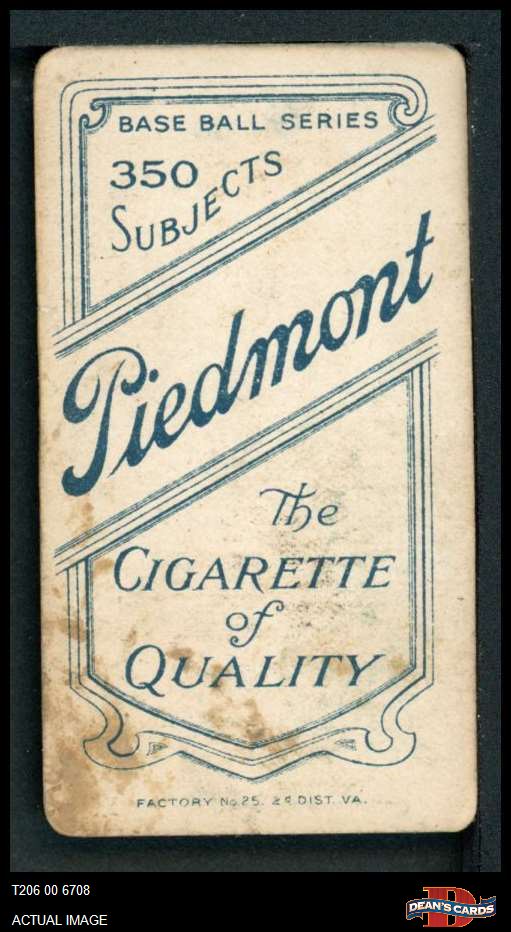 BASE BALL SERIES
350
SUBJECTS
Piedmont
The
CIGARETTE
of
QUALITY
FACTORY No. 25. 2d DIST. VA.
T206 00 6708
ACTUAL IMAGE
D
DEAN'S CARDS